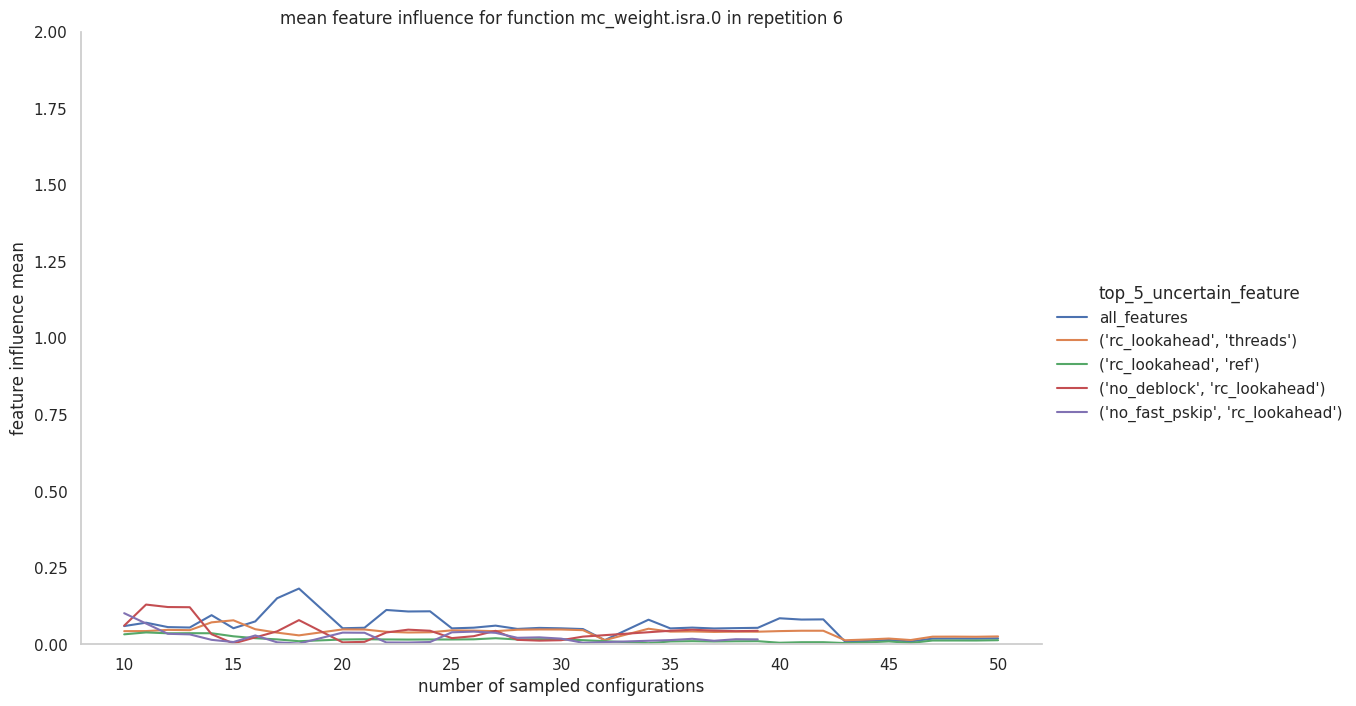 mean feature influence for function mc_weight.isra.0 in repetition 6
2.00
1.75
1.50
1.25
1.00
0.75
0.50
0.25
0.00
feature influence mean
10 15 20 25 30 35 40 45 50
number of sampled configurations
top_5_uncertain_feature
all_features
('rc_lookahead', 'threads')
('rc_lookahead', 'ref')
('no_deblock', 'rc_lookahead')
('no_fast_pskip', 'rc_lookahead')